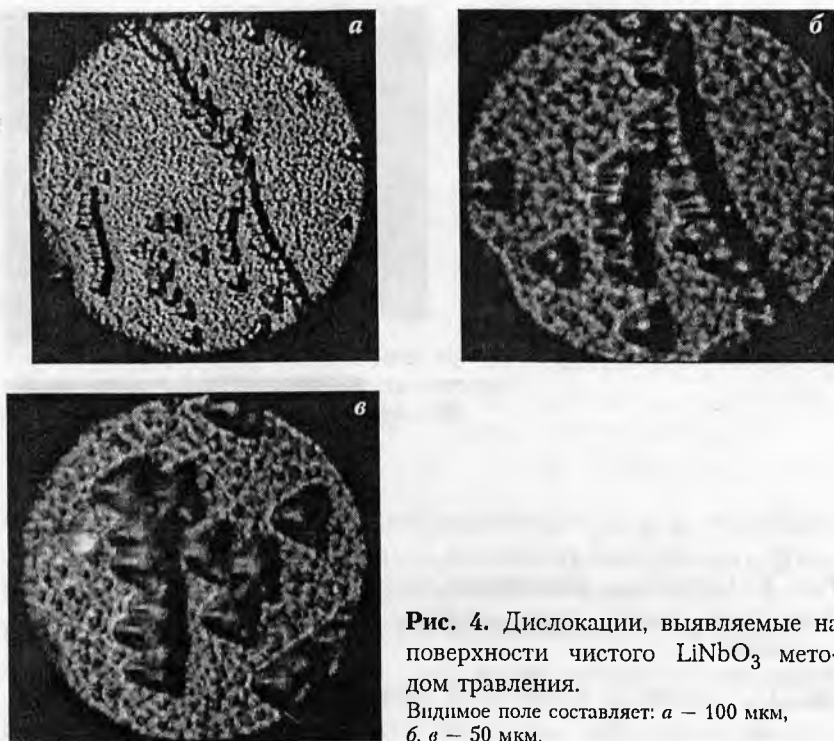 а
б
в
Рис. 4. Дислокации, выявляемые на
поверхности чистого LiNbO₃ мето-
дом травления.
Видимое поле составляет: а — 100 мкм,
б, в — 50 мкм.